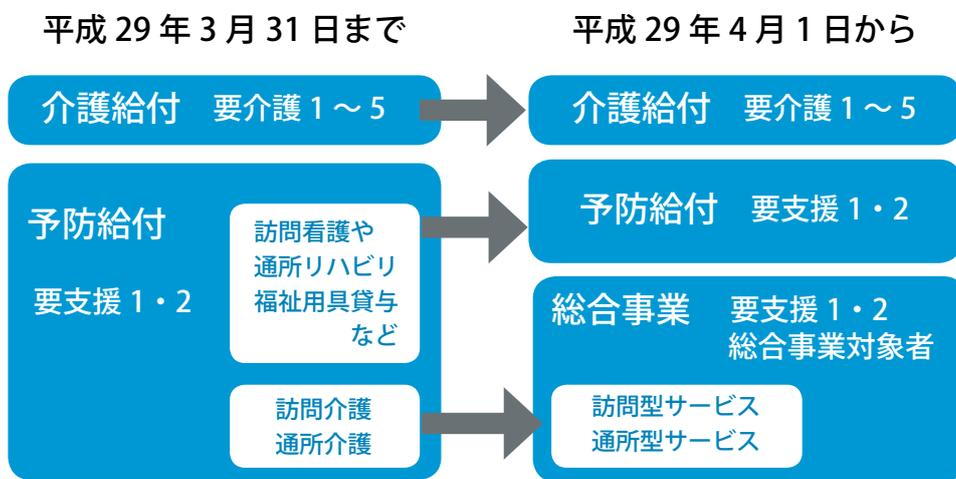 平成 29 年 3 月 31 日まで
平成 29 年 4 月 1 日から
介護給付 要介護 1 ～ 5
介護給付 要介護 1 ～ 5
予防給付
要支援 1・2
訪問看護や
通所リハビリ
福祉用具貸与
など
訪問介護
通所介護
予防給付 要支援 1・2
総合事業 要支援 1・2
総合事業対象者
訪問型サービス
通所型サービス